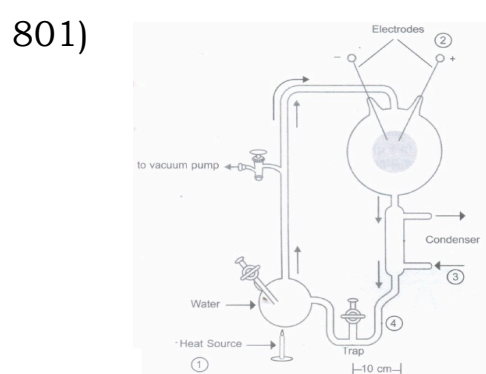 801)
Electrodes
2
- +
to vacuum pump
Condenser
3
Water
4
Heat Source
Trap
1
10 cm